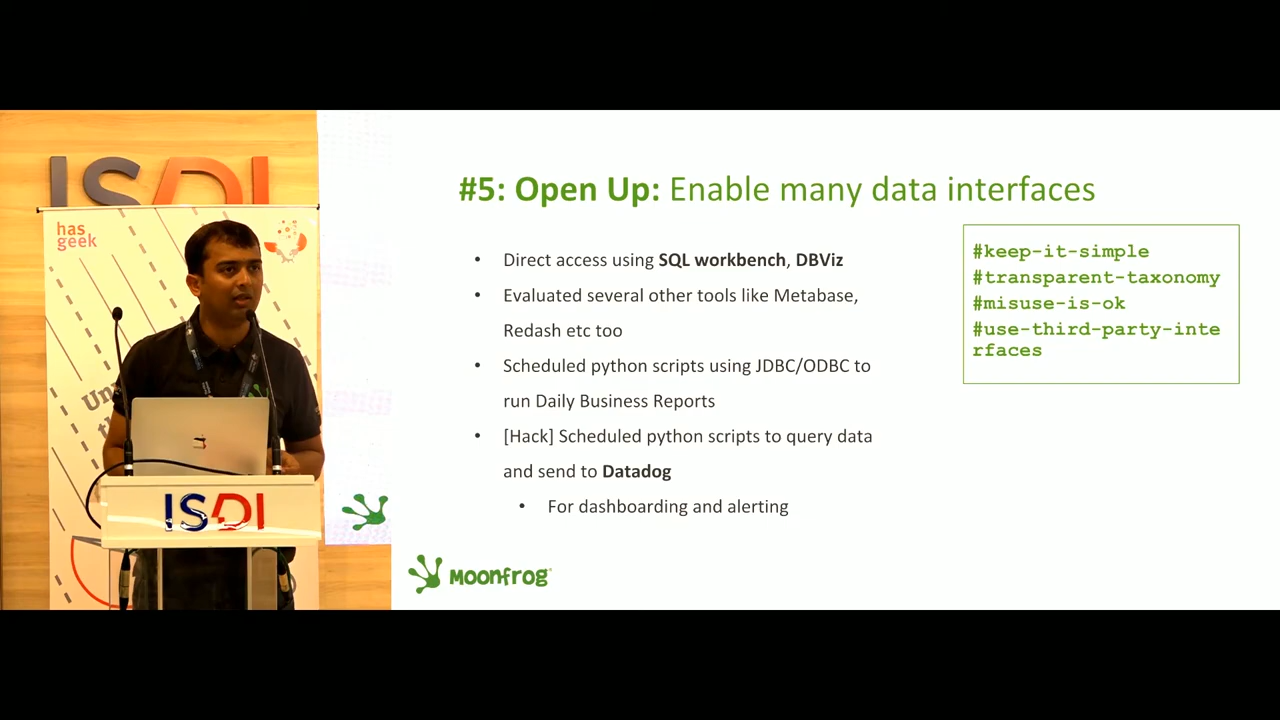 ISDI
has
geek
Un
ISDI
#5: Open Up: Enable many data interfaces
• Direct access using SQL workbench, DBViz
• Evaluated several other tools like Metabase,
Redash etc too
• Scheduled python scripts using JDBC/ODBC to
run Daily Business Reports
• [Hack] Scheduled python scripts to query data
and send to Datadog
• For dashboarding and alerting
#keep-it-simple
#transparent-taxonomy
#misuse-is-ok
#use-third-party-inte
rfaces
Moonfrog